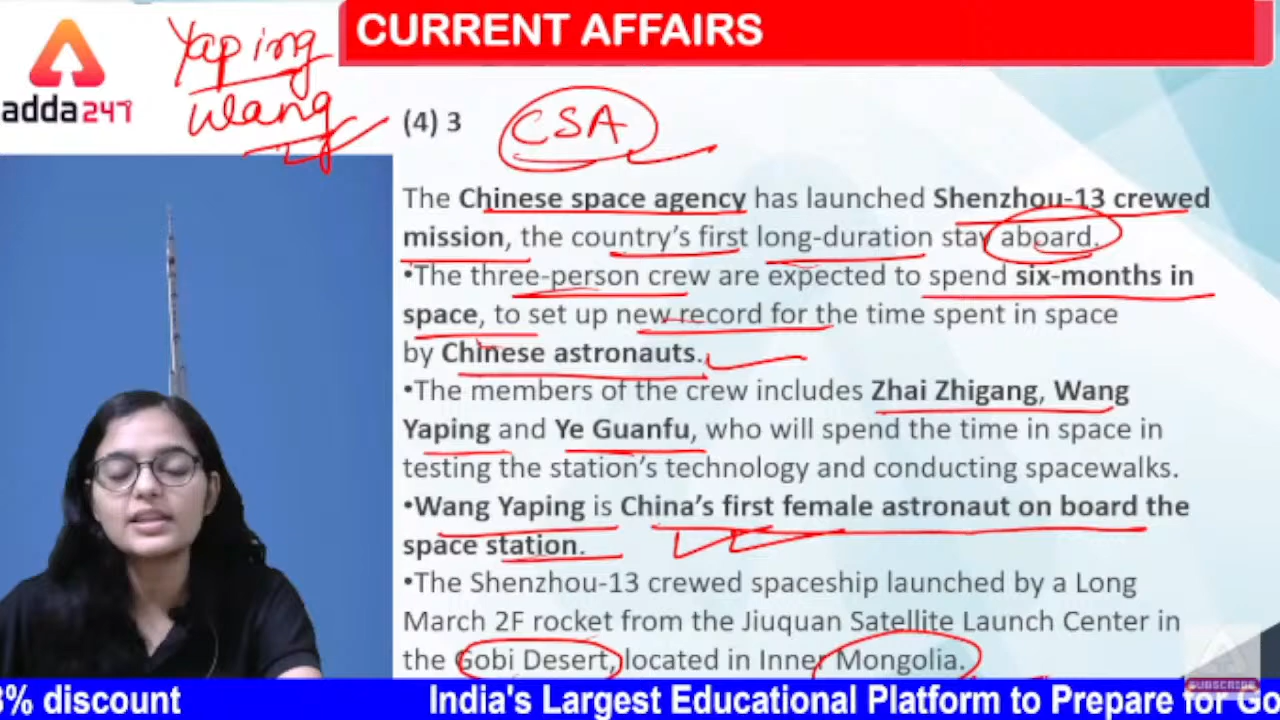 CURRENT AFFAIRS
adda247
Yaping
Wang
(4) 3
CSA
The Chinese space agency has launched Shenzhou-13 crewed
mission, the country's first long-duration stay aboard.
•The three-person crew are expected to spend six-months in
space, to set up new record for the time spent in space
by Chinese astronauts.
•The members of the crew includes Zhai Zhigang, Wang
Yaping and Ye Guanfu, who will spend the time in space in
testing the station's technology and conducting spacewalks.
•Wang Yaping is China's first female astronaut on board the
space station.
•The Shenzhou-13 crewed spaceship launched by a Long
March 2F rocket from the Jiuquan Satellite Launch Center in
the Gobi Desert, located in Inner Mongolia.
SUBSCRIBE
3% discount
India's Largest Educational Platform to Prepare for Go